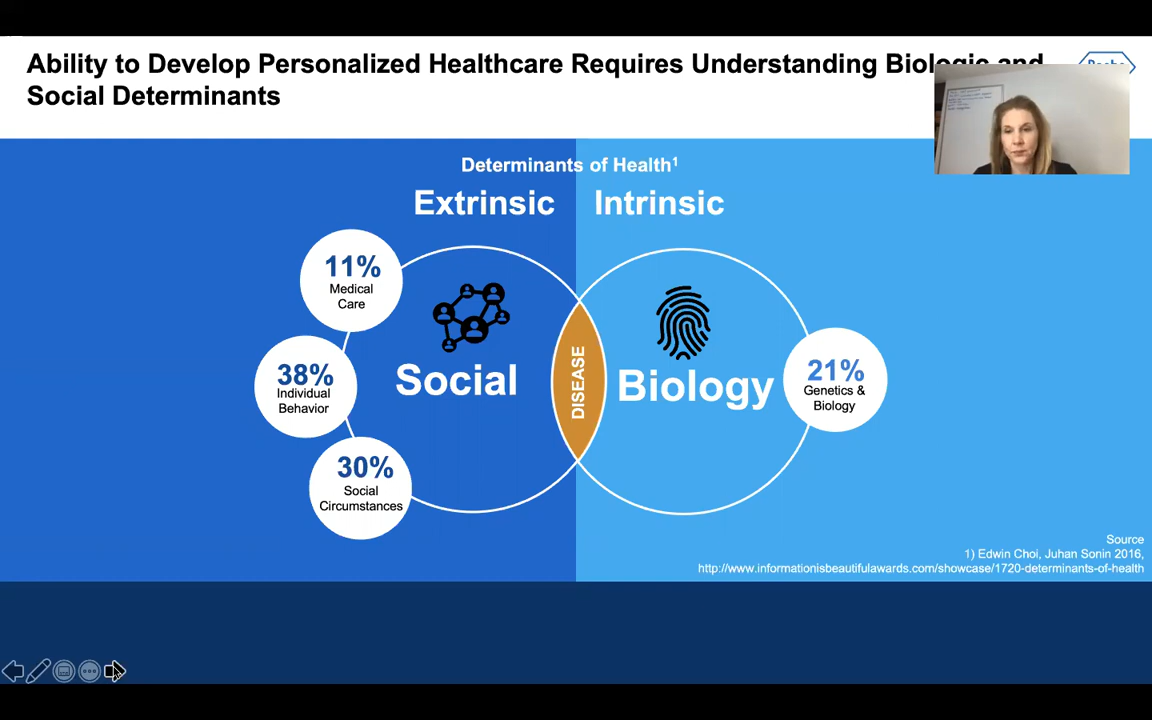 Ability to Develop Personalized Healthcare Requires Understanding Biologic and
Social Determinants
Determinants of Health¹
Extrinsic
Intrinsic
11%
Medical
Care
38%
Individual
Behavior
30%
Social
Circumstances
Social
DISEASE
Biology
21%
Genetics &
Biology
Source
1) Edwin Choi, Juhan Sonin 2016,
http://www.informationisbeautifulawards.com/showcase/1720-determinants-of-health